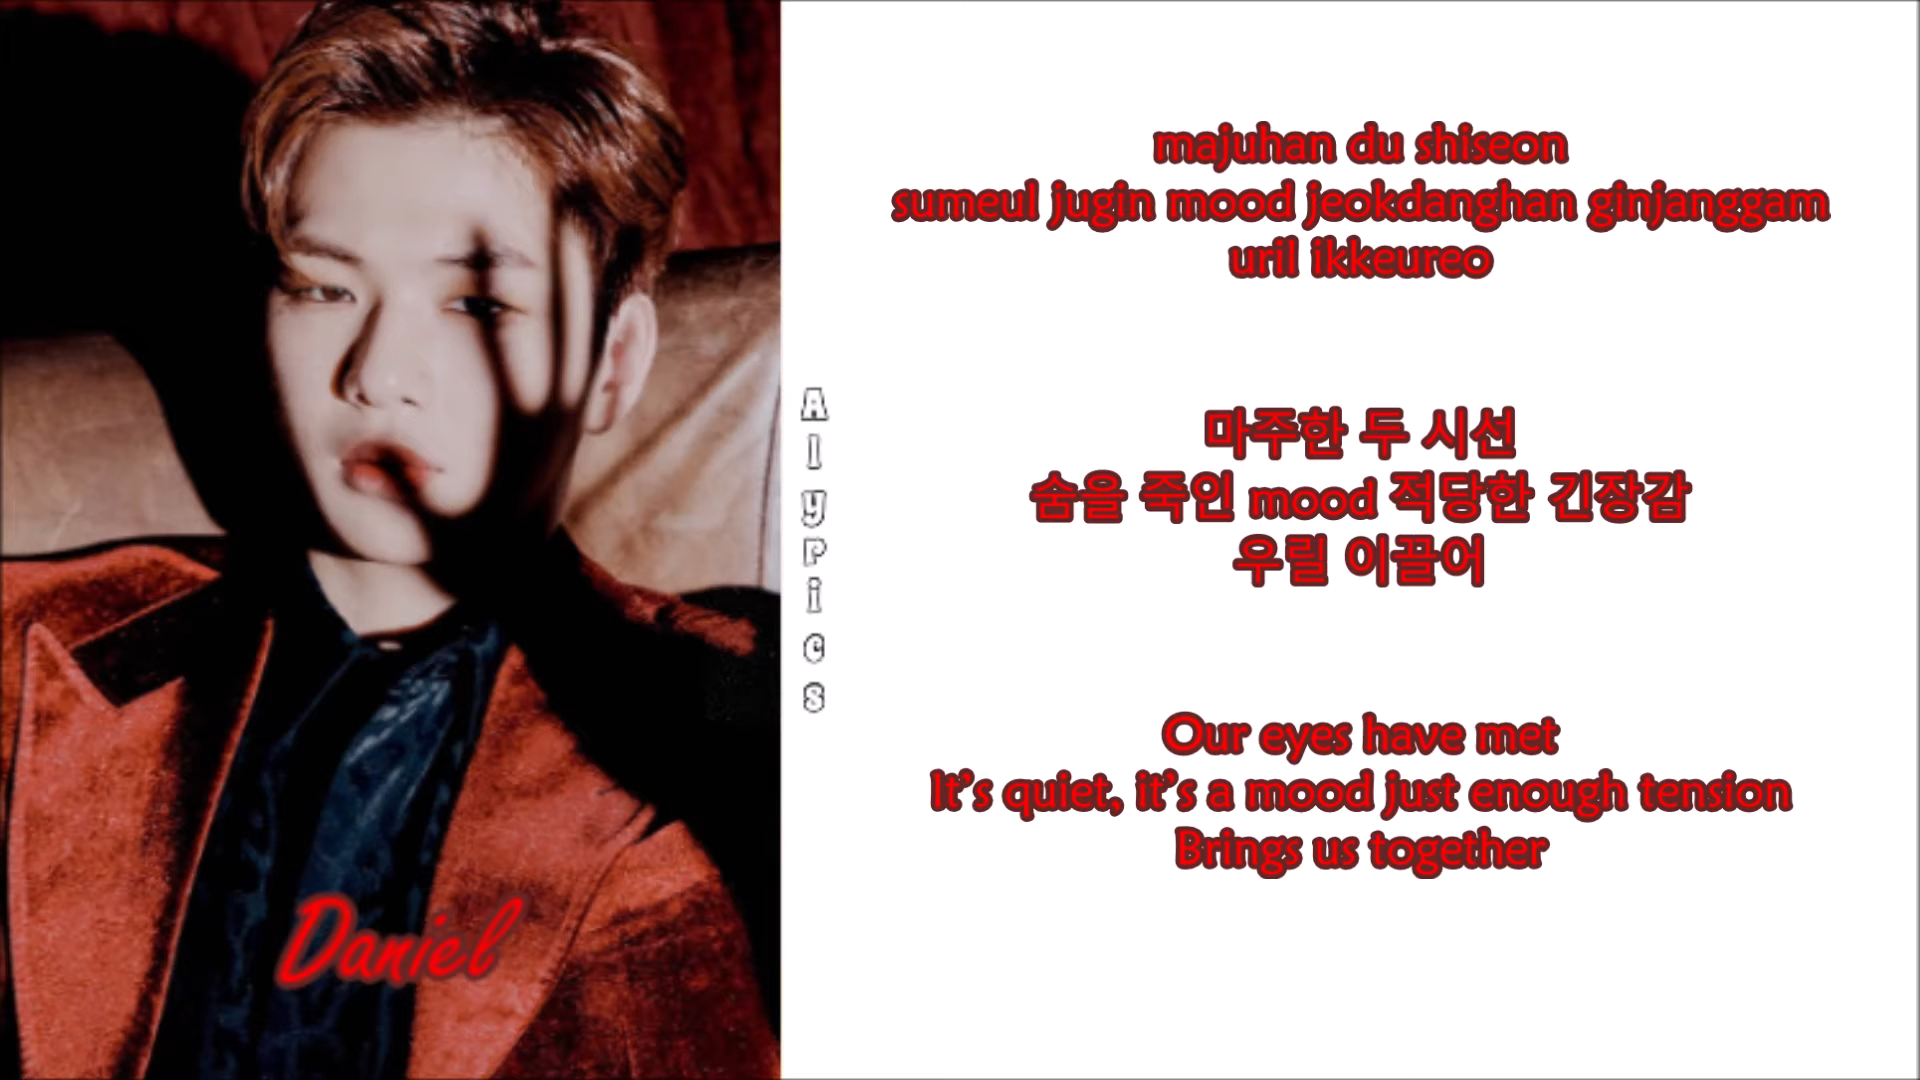 Daniel
Alyrics
majuhan du shiseon
sumeul jugin mood jeokdanghan ginjanggam
uril ikkeureo
마주한 두 시선
숨을 죽인 mood 적당한 긴장감
우릴 이끌어
Our eyes have met
It's quiet, it's a mood just enough tension
Brings us together